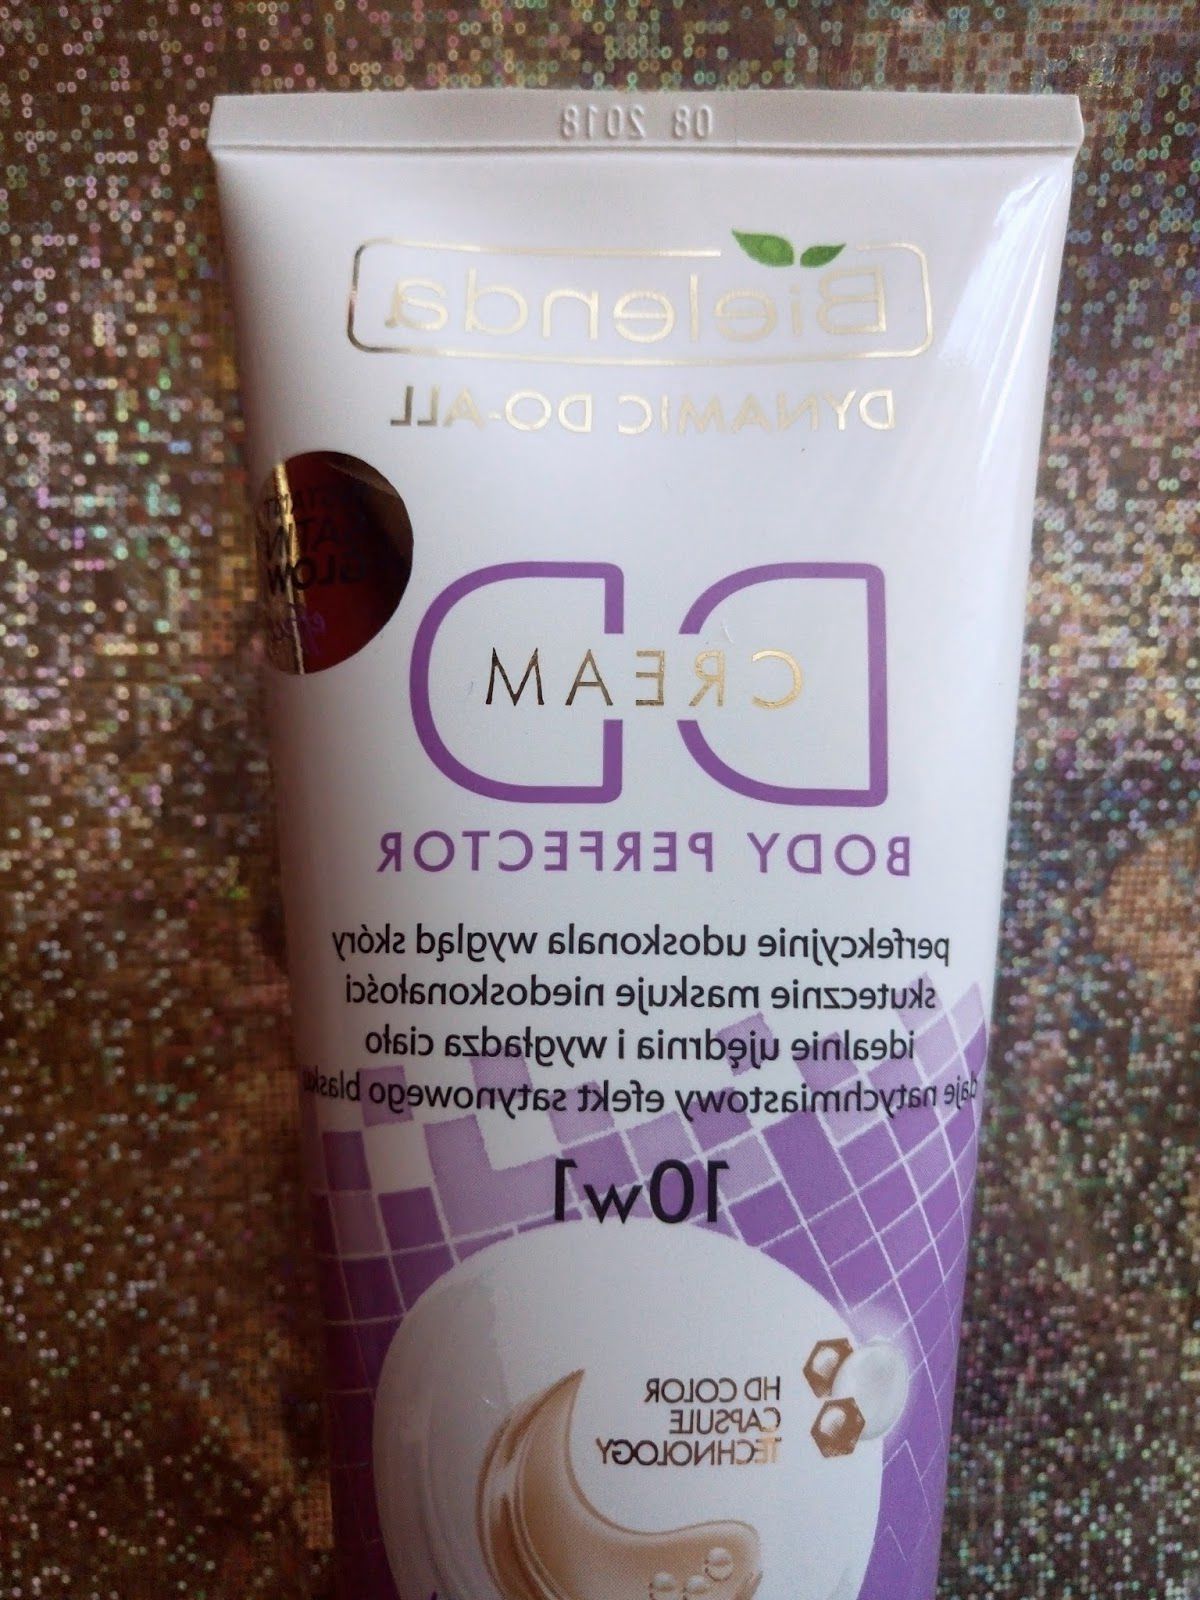 08 2018
Bielenda
DYNAMIC DO-ALL
GLOW
DD
CREAM
BODY PERFECTOR
perfekcyjnie udoskonala wygląd skóry
skutecznie maskuje niedoskonałości
idealnie ujędrnia i wygładza ciało
daje natychmiastowy efekt satynowego blasku
10w1
HD COLOR
CAPSULE
TECHNOLOGY